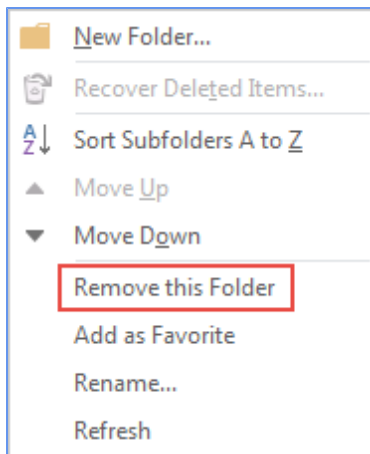 New Folder...
Recover Deleted Items...
A
Z
Sort Subfolders A to Z
Move Up
Move Down
Remove this Folder
Add as Favorite
Rename...
Refresh